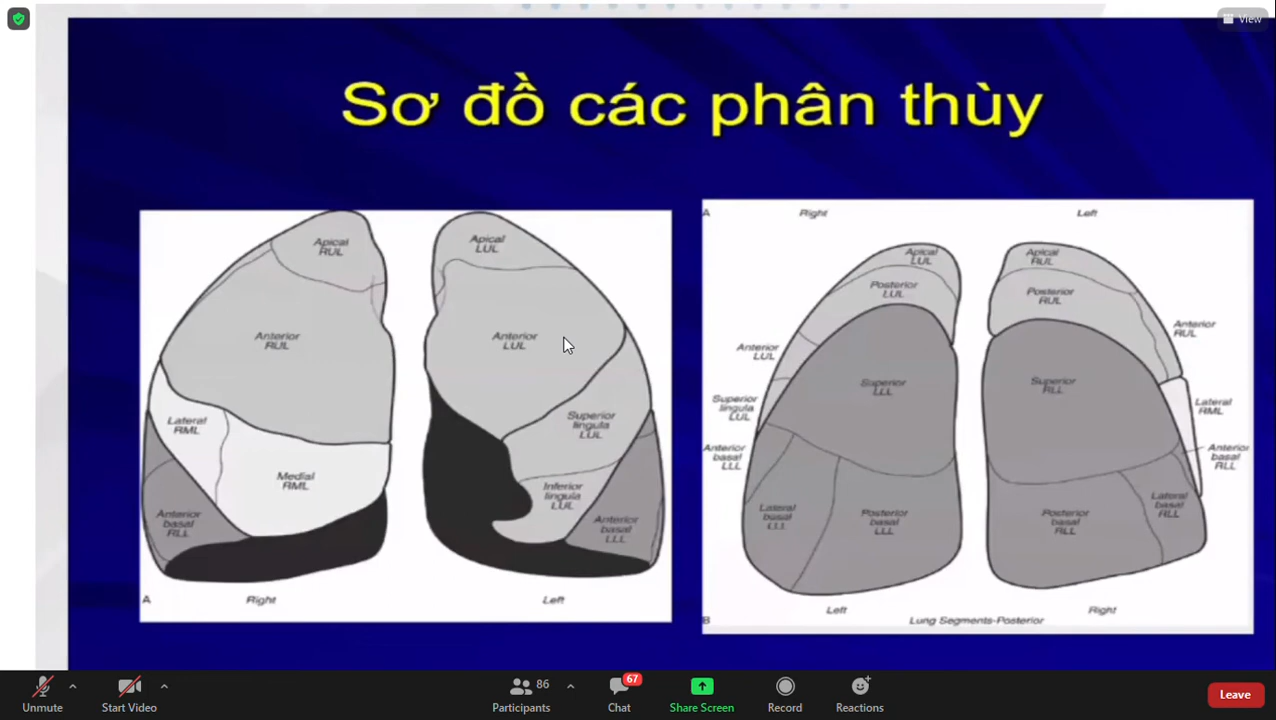 View
Sơ đồ các phân thùy
Apical
RUL
Anterior
RUL
Lateral
RML
Medial
RML
Anterior
basal
RLL
Apical
LUL
Anterior
LUL
Superior
lingula
LUL
Inferior
lingula
LUL
Anterior
basal
LLL
A
Right
Left
A
Right
Left
Apical
LUL
Posterior
LUL
Anterior
LUL
Superior
lingula
LUL
Anterior
basal
LLL
Superior
LLL
Lateral
basal
LLL
Posterior
basal
LLL
Apical
RUL
Posterior
RUL
Anterior
RUL
Superior
RLL
Lateral
RML
Anterior
basal
RLL
Lateral
basal
RLL
Posterior
basal
RLL
Left
Right
B
Lung Segments-Posterior
Unmute
Start Video
86
Participants
67
Chat
Share Screen
Record
Reactions
Leave